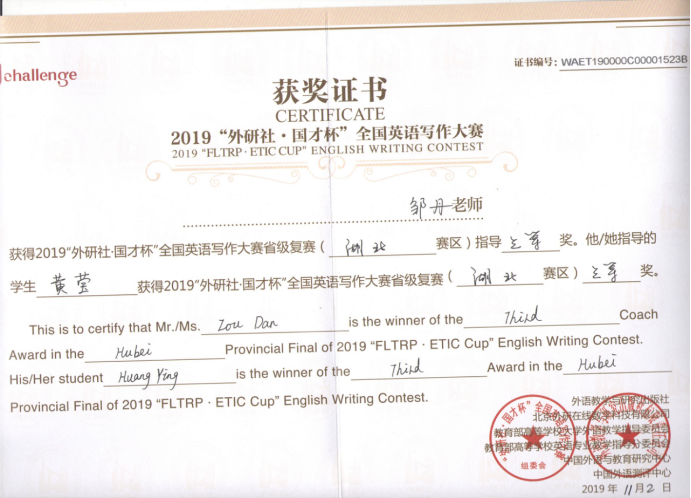 challenge
证书编号: WAET190000C00001523B
获奖证书
CERTIFICATE
2019“外研社·国才杯”全国英语写作大赛
2019 "FLTRP · ETIC CUP" ENGLISH WRITING CONTEST
邹丹老师
获得2019“外研社·国才杯”全国英语写作大赛省级复赛（ 湖北 赛区）指导 三等 奖。他/她指导的
学生 黄莹 获得2019“外研社·国才杯”全国英语写作大赛省级复赛（ 湖北 赛区） 三等 奖。
This is to certify that Mr./Ms. Zou Dan is the winner of the Third Coach
Award in the Hubei Provincial Final of 2019 “FLTRP · ETIC Cup” English Writing Contest.
His/Her student Huang Ying is the winner of the Third Award in the Hubei
Provincial Final of 2019 “FLTRP · ETIC Cup” English Writing Contest.
外语教学与研究出版社
北京外研在线数字科技有限公司
教育部高等学校大学外语教学指导委员会
教育部高等学校英语专业教学指导分委员会
中国外语与教育研究中心
中国外语测评中心
组委会
2019 年 11 月 2 日